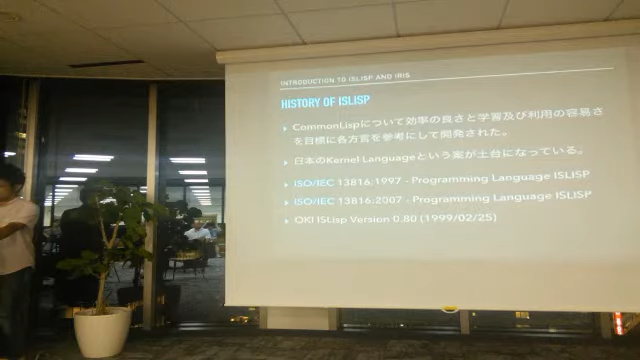 INTRODUCTION TO ISLISP AND IRIS
HISTORY OF ISLISP
CommonLispについて効率の良さと学習及び利用の容易さ
を目標に各方言を参考にして開発された。
日本のKernel Languageという案が土台になっている。
ISO/IEC 13816:1997 - Programming Language ISLISP
ISO/IEC 13816:2007 - Programming Language ISLISP
OKI ISLisp Version 0.80 (1999/02/25)